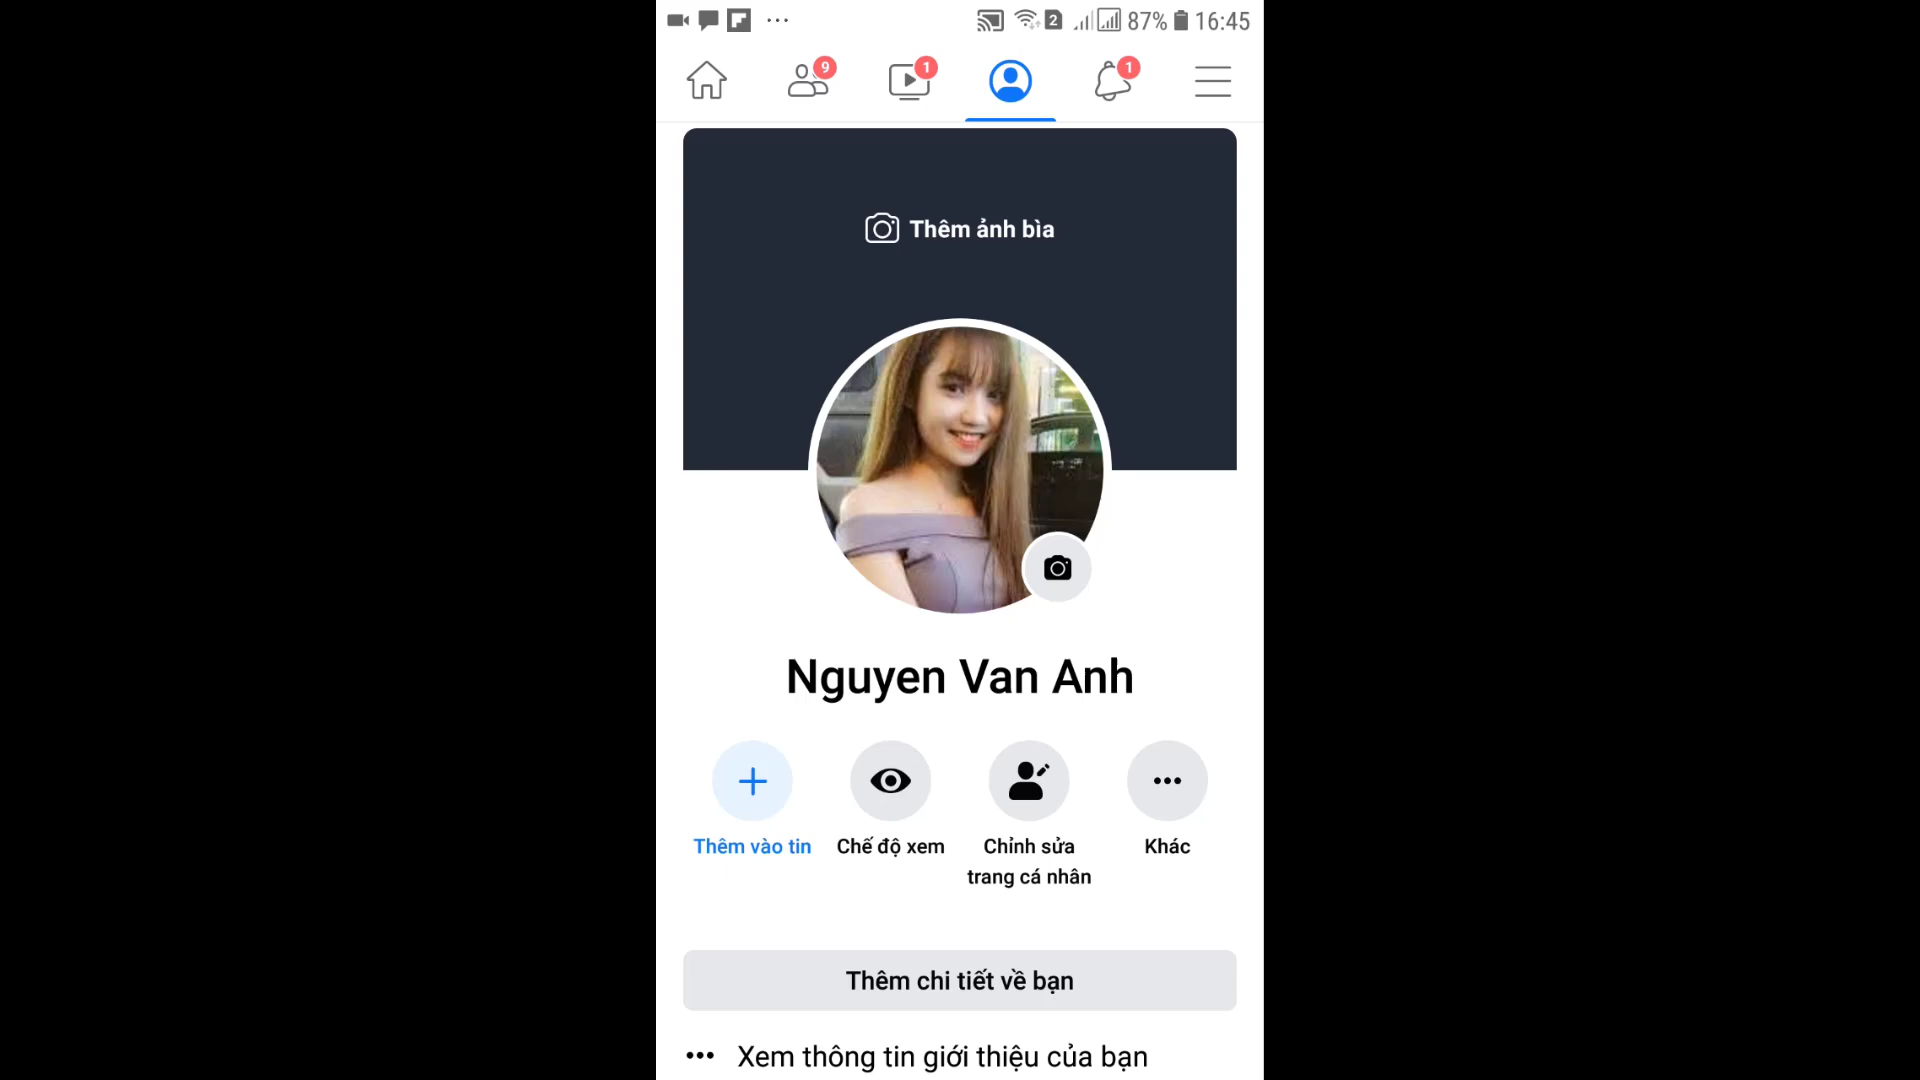 2 87% 16:45
9 1 1
Thêm ảnh bìa
Nguyen Van Anh
Thêm vào tin Chế độ xem Chỉnh sửa Khác
trang cá nhân
Thêm chi tiết về bạn
••• Xem thông tin giới thiệu của bạn